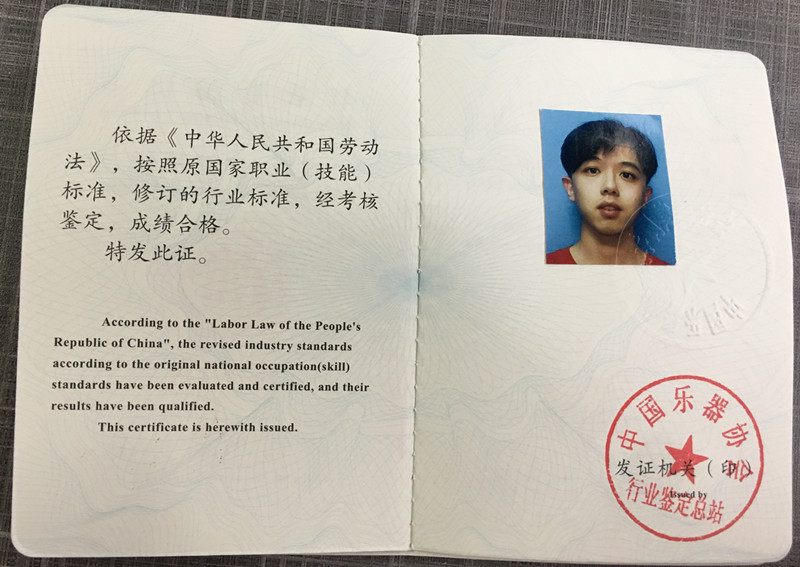 依据《中华人民共和国劳动
法》，按照原国家职业（技能）
标准，修订的行业标准，经考核
鉴定，成绩合格。
特发此证。
According to the "Labor Law of the People's
Republic of China", the revised industry standards
according to the original national occupation(skill)
standards have been evaluated and certified, and their
results have been qualified.
This certificate is herewith issued.
中国乐器协会
发证机关（印）
Issued by
行业鉴定总站